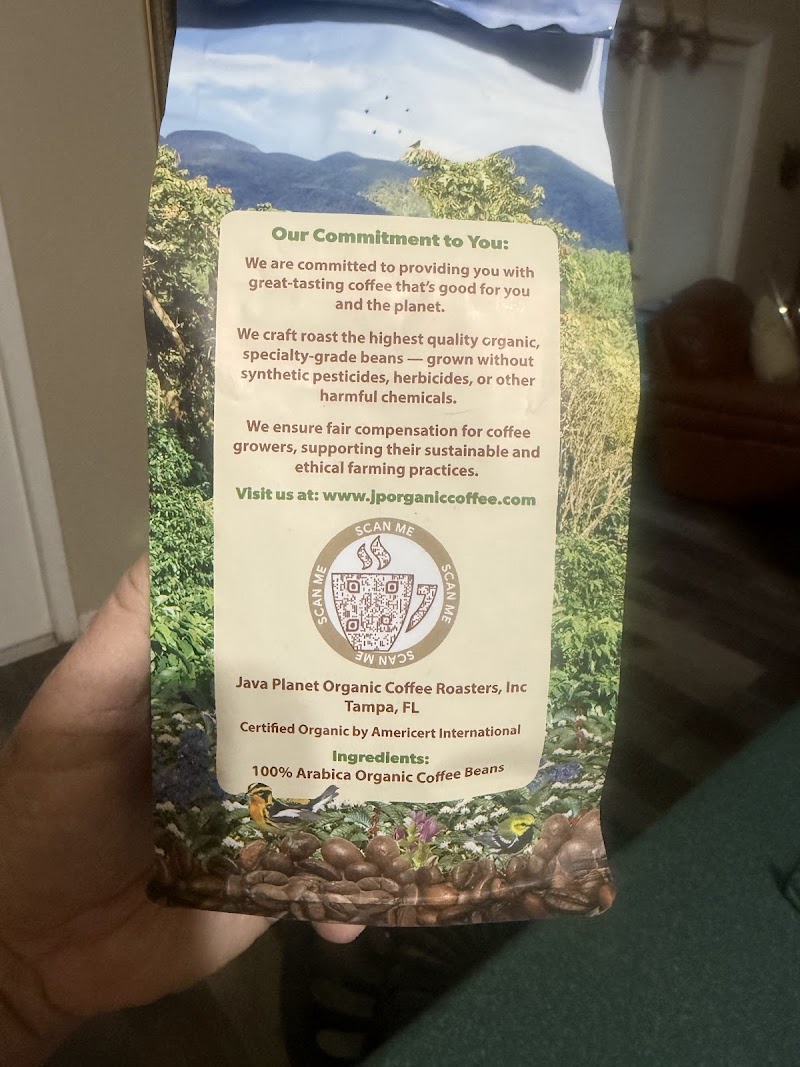 Our Commitment to You:
We are committed to providing you with
great-tasting coffee that's good for you
and the planet.
We craft roast the highest quality organic,
specialty-grade beans — grown without
synthetic pesticides, herbicides, or other
harmful chemicals.
We ensure fair compensation for coffee
growers, supporting their sustainable and
ethical farming practices.
Visit us at: www.jporganiccoffee.com
SCAN ME
SCAN ME
SCAN ME
SCAN ME
Java Planet Organic Coffee Roasters, Inc
Tampa, FL
Certified Organic by Americert International
Ingredients:
100% Arabica Organic Coffee Beans